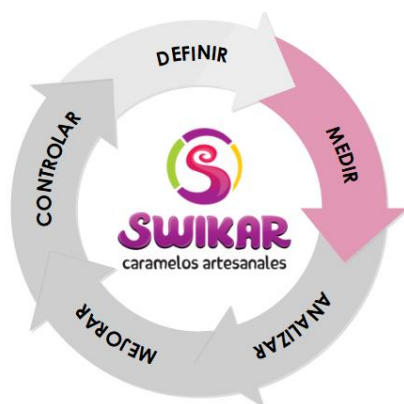 DEFINIR
MEDIR
ANALIZAR
MEJORAR
CONTROLAR
SWIKAR
caramelos artesanales